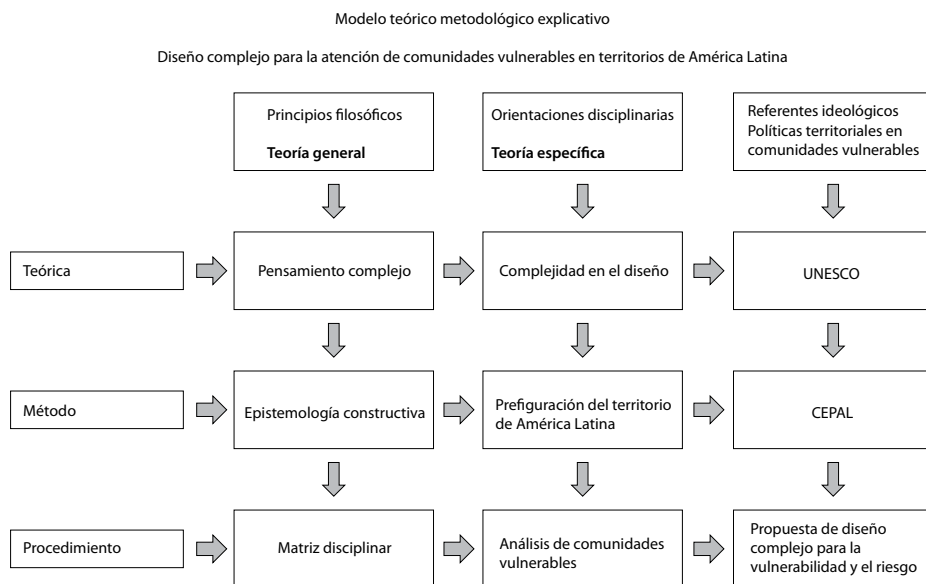 Modelo teórico metodológico explicativo
Diseño complejo para la atención de comunidades vulnerables en territorios de América Latina
Principios filosóficos
Teoría general
Orientaciones disciplinarias
Teoría específica
Referentes ideológicos
Políticas territoriales en
comunidades vulnerables
Teórica
Pensamiento complejo
Complejidad en el diseño
UNESCO
Método
Epistemología constructiva
Prefiguración del territorio
de América Latina
CEPAL
Procedimiento
Matriz disciplinar
Análisis de comunidades
vulnerables
Propuesta de diseño
complejo para la
vulnerabilidad y el riesgo